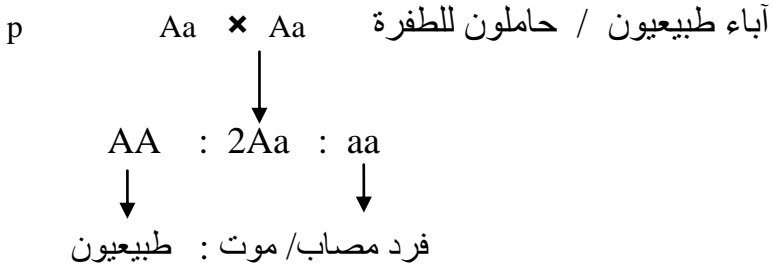 p Aa × Aa آباء طبيعيون / حاملون للطفرة
AA : 2Aa : aa
فرد مصاب/ موت : طبيعيون